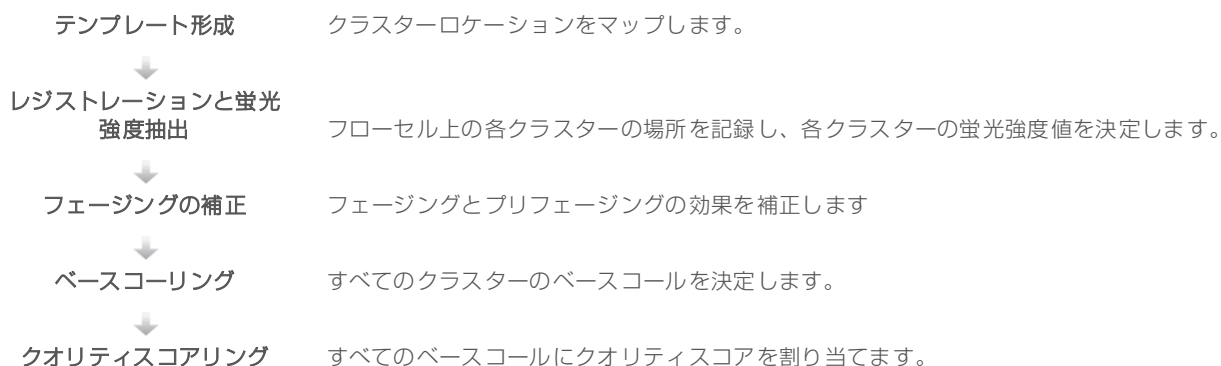 テンプレート形成 クラスターロケーションをマップします。
レジストレーションと蛍光
強度抽出 フローセル上の各クラスターの場所を記録し、各クラスターの蛍光強度値を決定します。
フェージングの補正 フェージングとプリフェージングの効果を補正します
ベースコーリング すべてのクラスターのベースコールを決定します。
クオリティスコアリング すべてのベースコールにクオリティスコアを割り当てます。